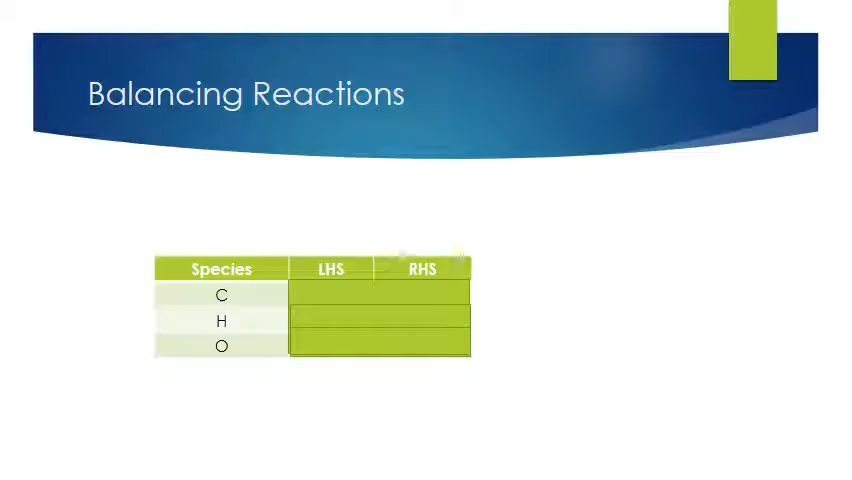 Balancing Reactions
Species LHS RHS
C
H
O